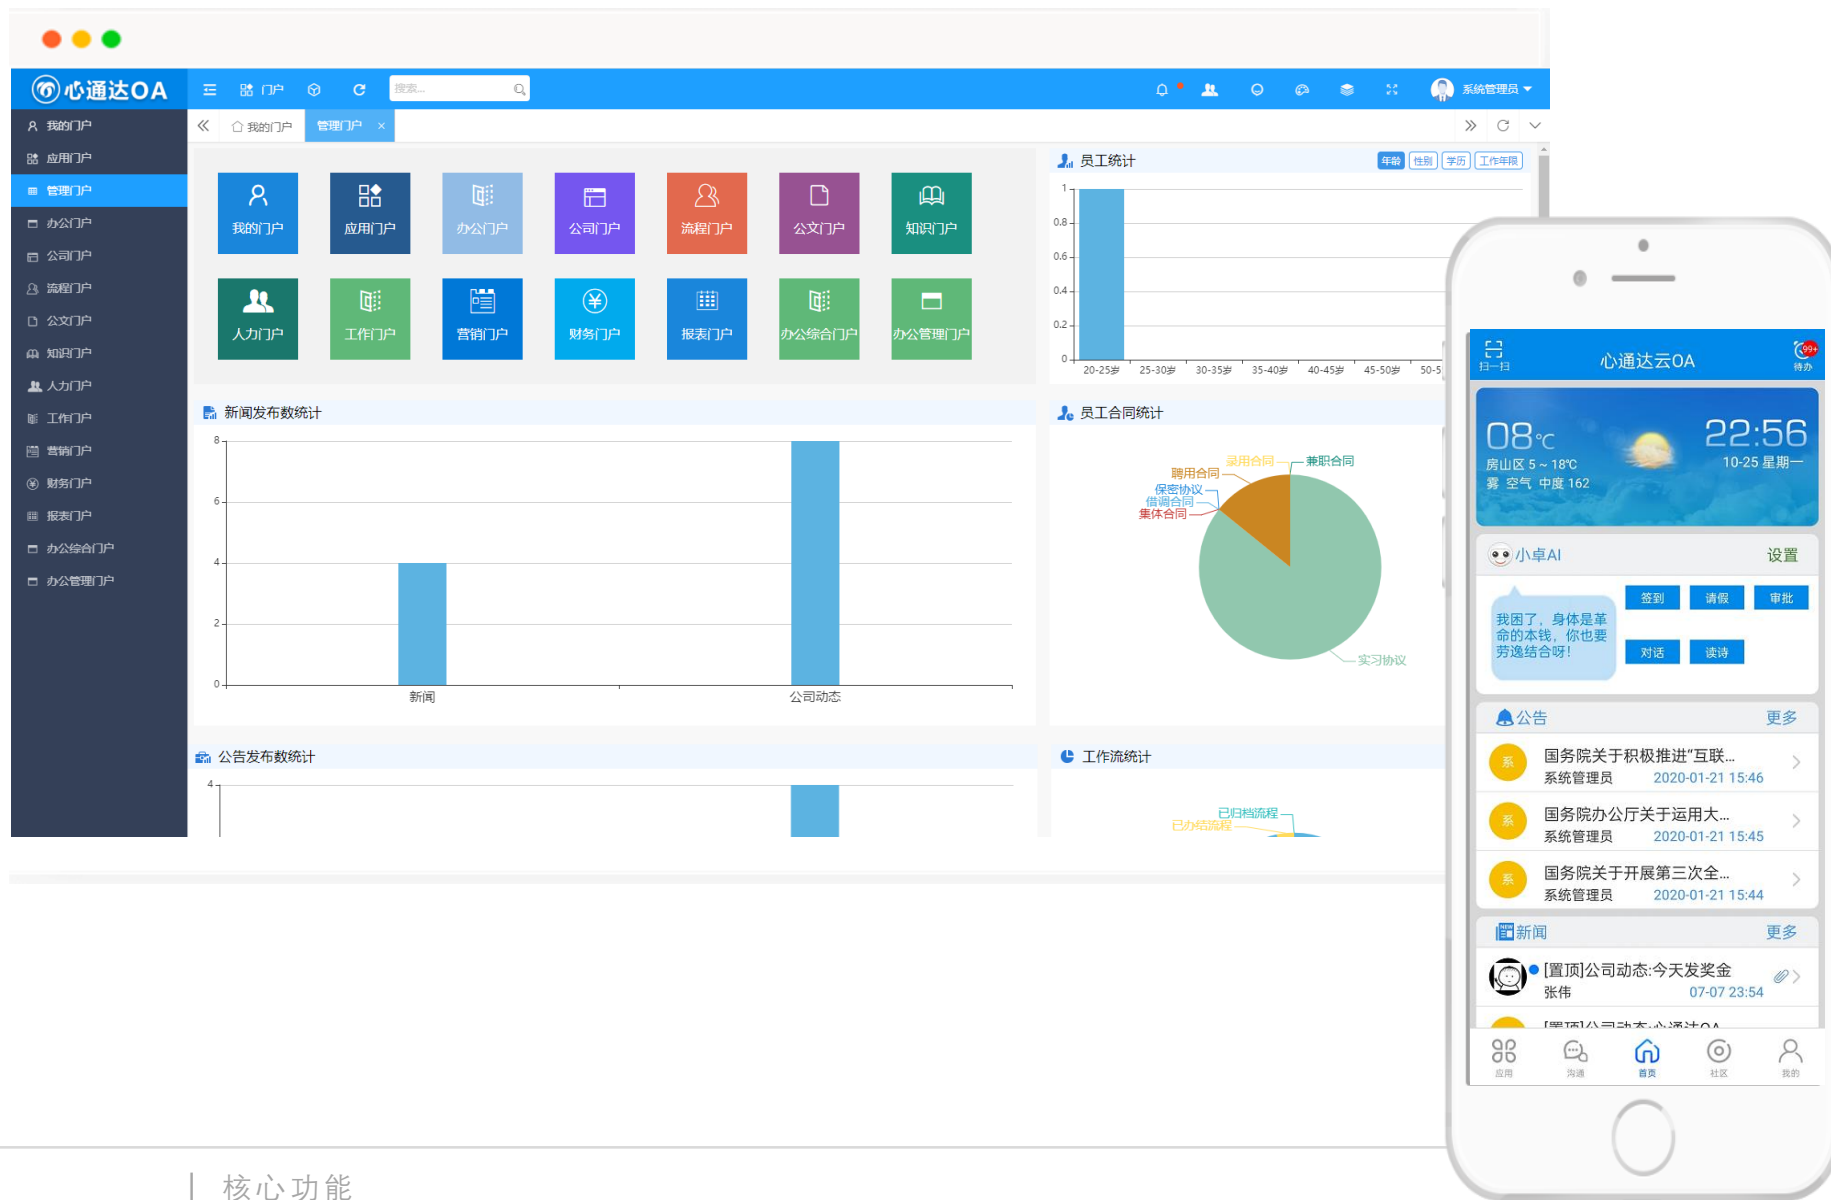 心通达OA
门户
搜索...
系统管理员
我的门户
管理门户
我的门户
应用门户
管理门户
办公门户
公司门户
流程门户
公文门户
知识门户
人力门户
工作门户
营销门户
财务门户
报表门户
办公综合门户
办公管理门户
我的门户 应用门户 办公门户 公司门户 流程门户 公文门户 知识门户
人力门户 工作门户 营销门户 财务门户 报表门户 办公综合门户 办公管理门户
员工统计
年龄 性别 学历 工作年限
1
0.8
0.6
0.4
0.2
0
20-25岁 25-30岁 30-35岁 35-40岁 40-45岁 45-50岁 50-5
新闻发布数统计
8
6
4
2
0
新闻 公司动态
员工合同统计
录用合同 兼职合同
聘用合同
保密协议
借调合同
集体合同
实习协议
公告发布数统计
4
工作流统计
已归档流程
已办结流程
扫一扫
心通达云OA
99+
待办
08℃
22:56
房山区 5 ~ 18℃
10-25 星期一
雾 空气 中度 162
小卓AI
设置
我困了，身体是革
命的本钱，你也要
劳逸结合呀！
签到 请假 审批
对话 读诗
公告
更多
系
国务院关于积极推进“互联...
系统管理员 2020-01-21 15:46
系
国务院办公厅关于运用大...
系统管理员 2020-01-21 15:45
系
国务院关于开展第三次全...
系统管理员 2020-01-21 15:44
NEW
新闻
更多
[置顶]公司动态:今天发奖金
张伟 07-07 23:54
[置顶]公司动态:心通达OA
应用 沟通 首页 社区 我的
核心功能